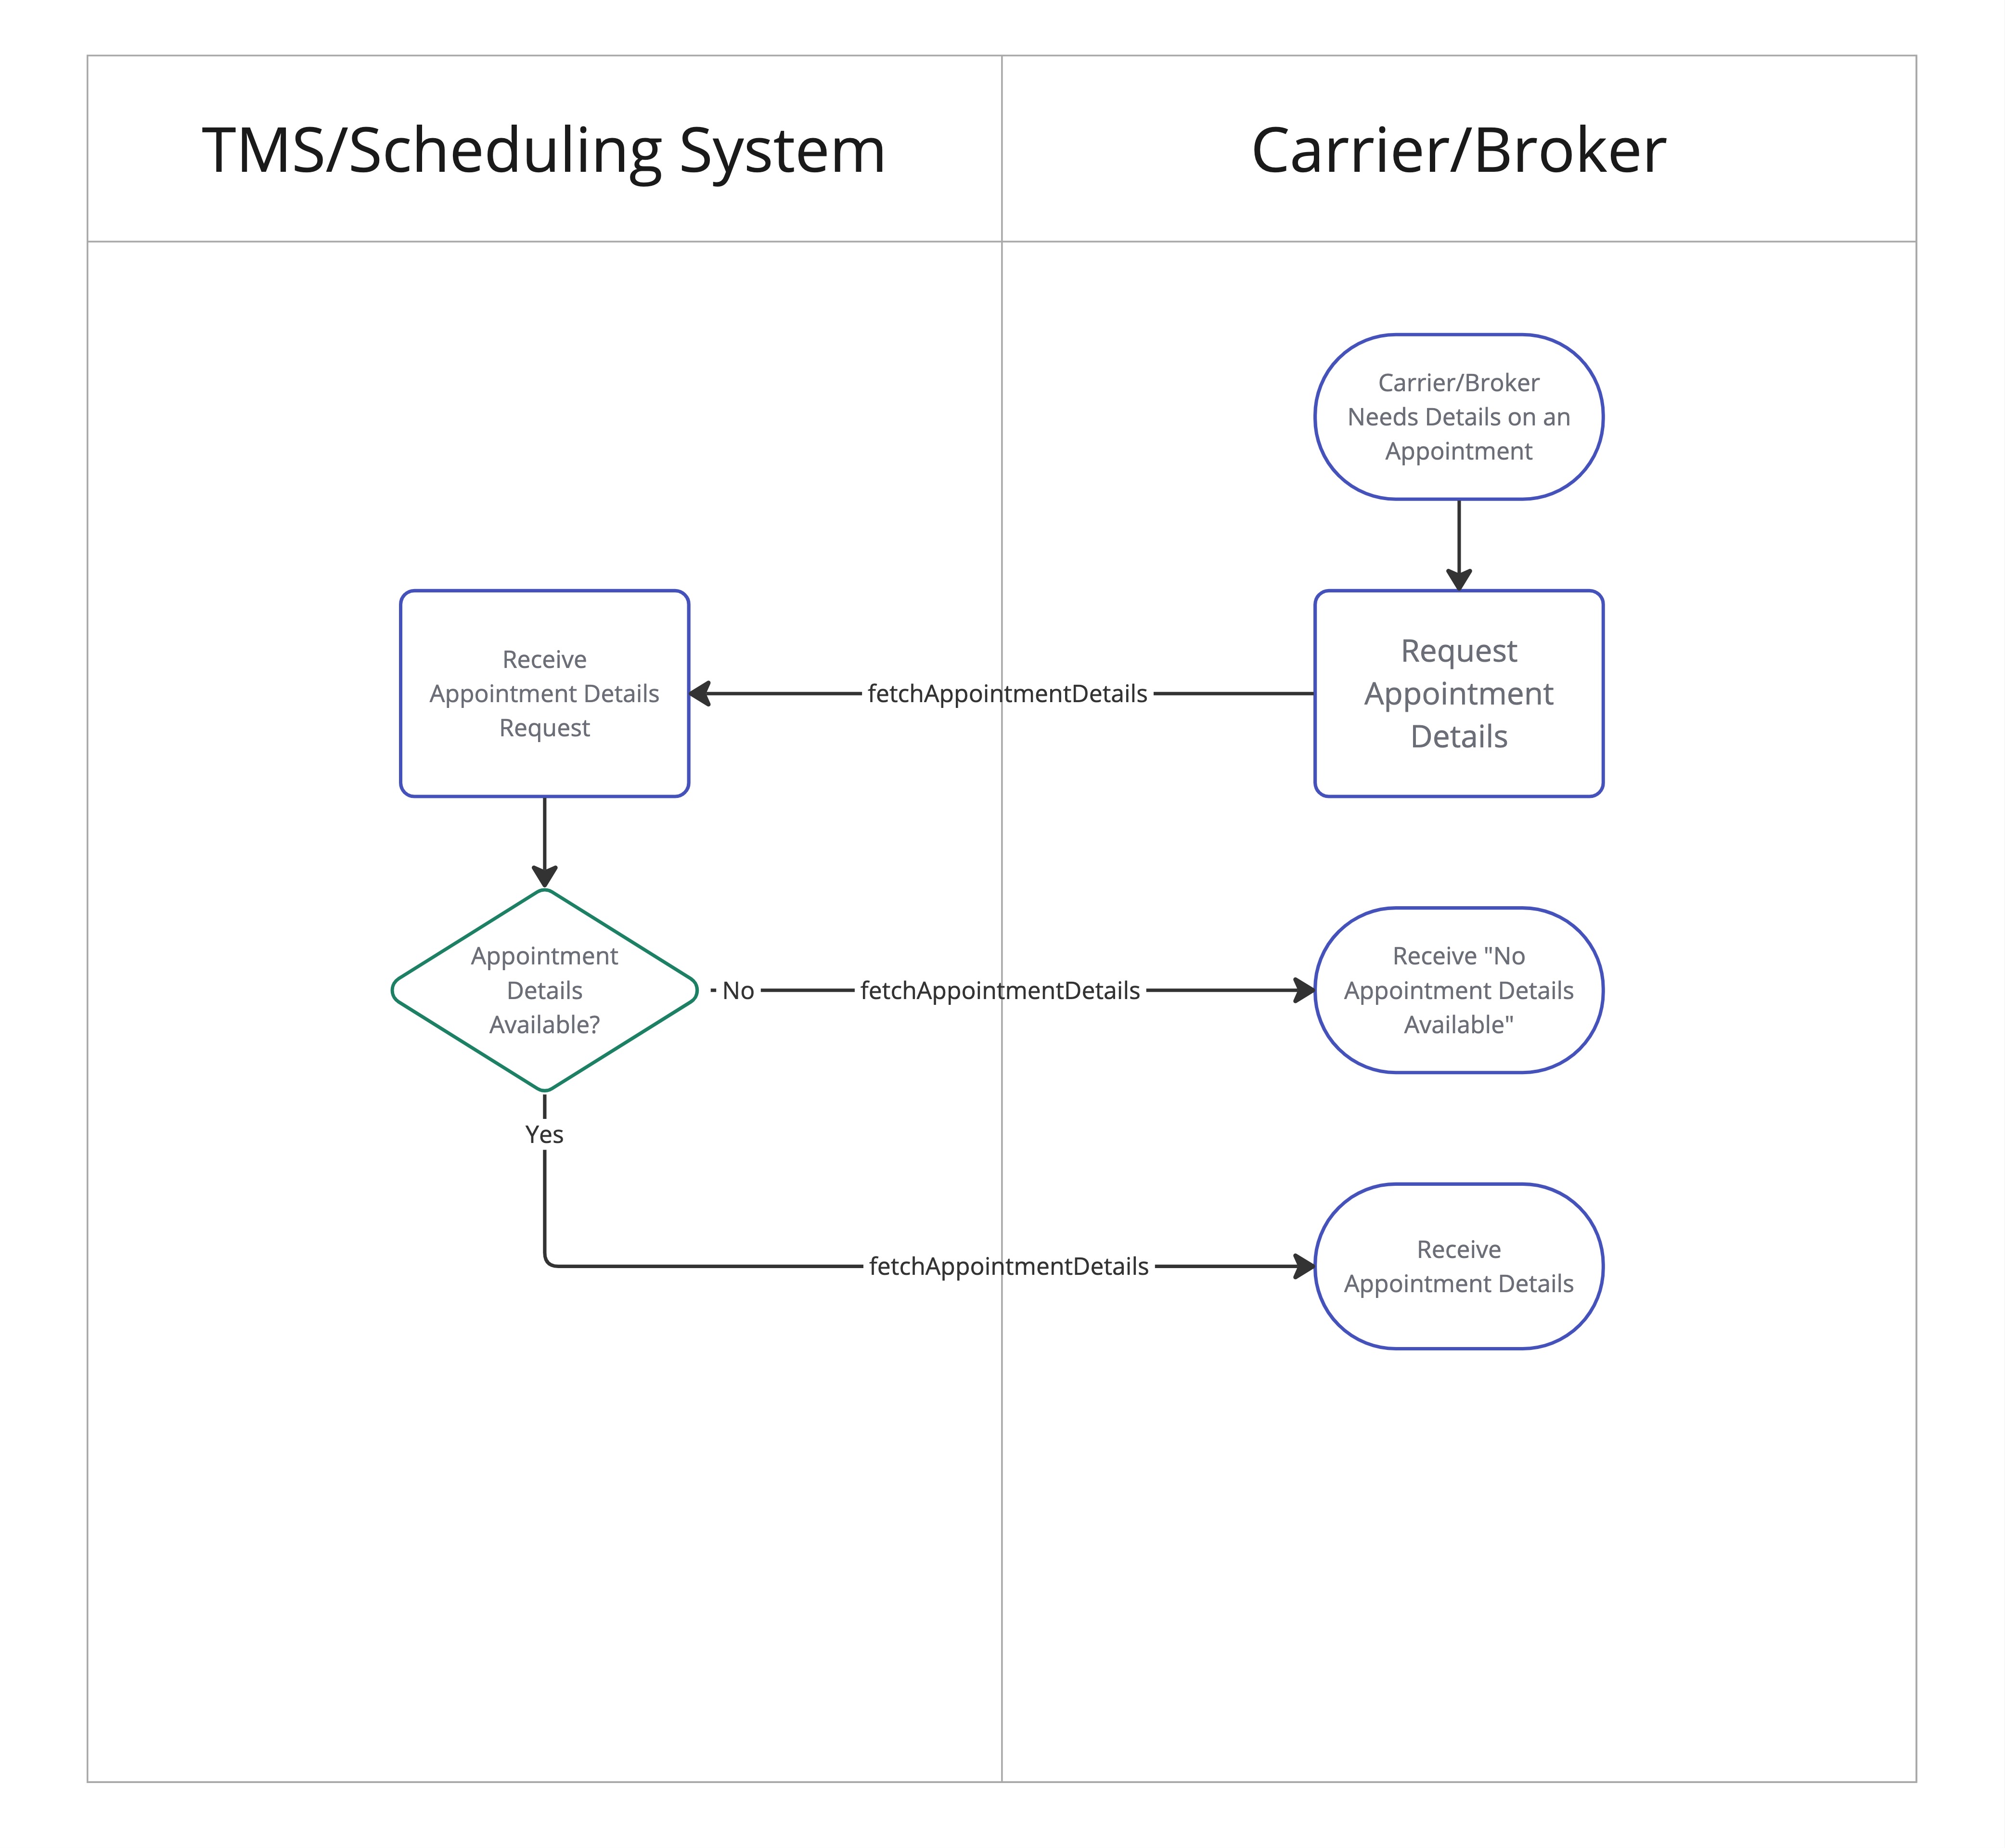 TMS/Scheduling System
Carrier/Broker
Carrier/Broker
Needs Details on an
Appointment
Request
Appointment
Details
fetchAppointmentDetails
Receive
Appointment Details
Request
Appointment
Details
Available?
No
fetchAppointmentDetails
Receive "No
Appointment Details
Available"
Yes
fetchAppointmentDetails
Receive
Appointment Details